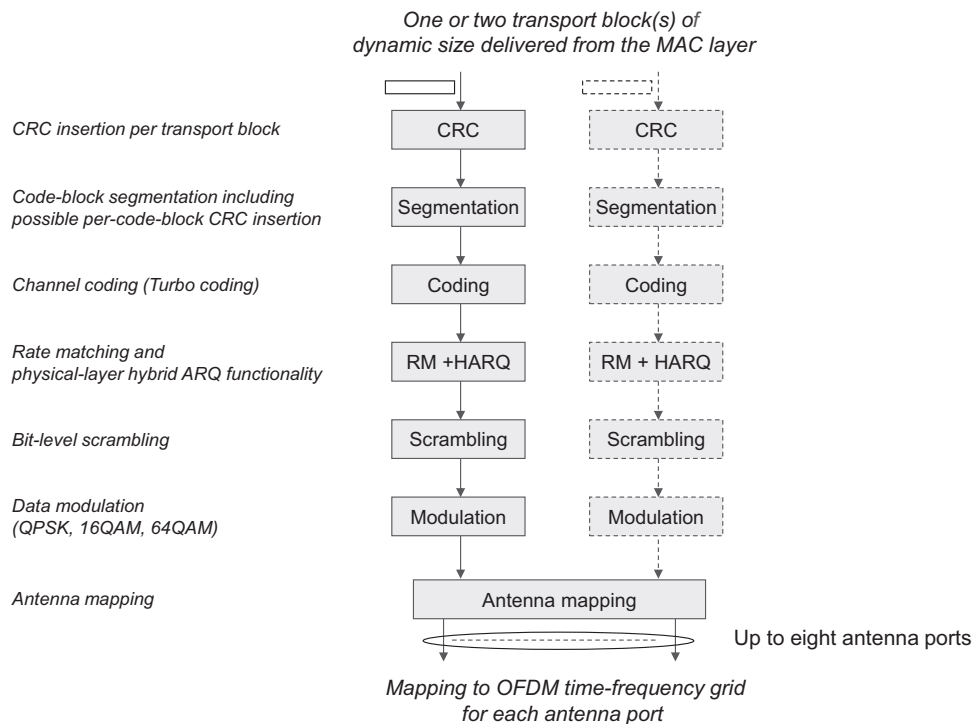 One or two transport block(s) of
dynamic size delivered from the MAC layer
CRC insertion per transport block
CRC
CRC
Code-block segmentation including
possible per-code-block CRC insertion
Segmentation
Segmentation
Channel coding (Turbo coding)
Coding
Coding
Rate matching and
physical-layer hybrid ARQ functionality
RM +HARQ
RM + HARQ
Bit-level scrambling
Scrambling
Scrambling
Data modulation
(QPSK, 16QAM, 64QAM)
Modulation
Modulation
Antenna mapping
Antenna mapping
Up to eight antenna ports
Mapping to OFDM time-frequency grid
for each antenna port